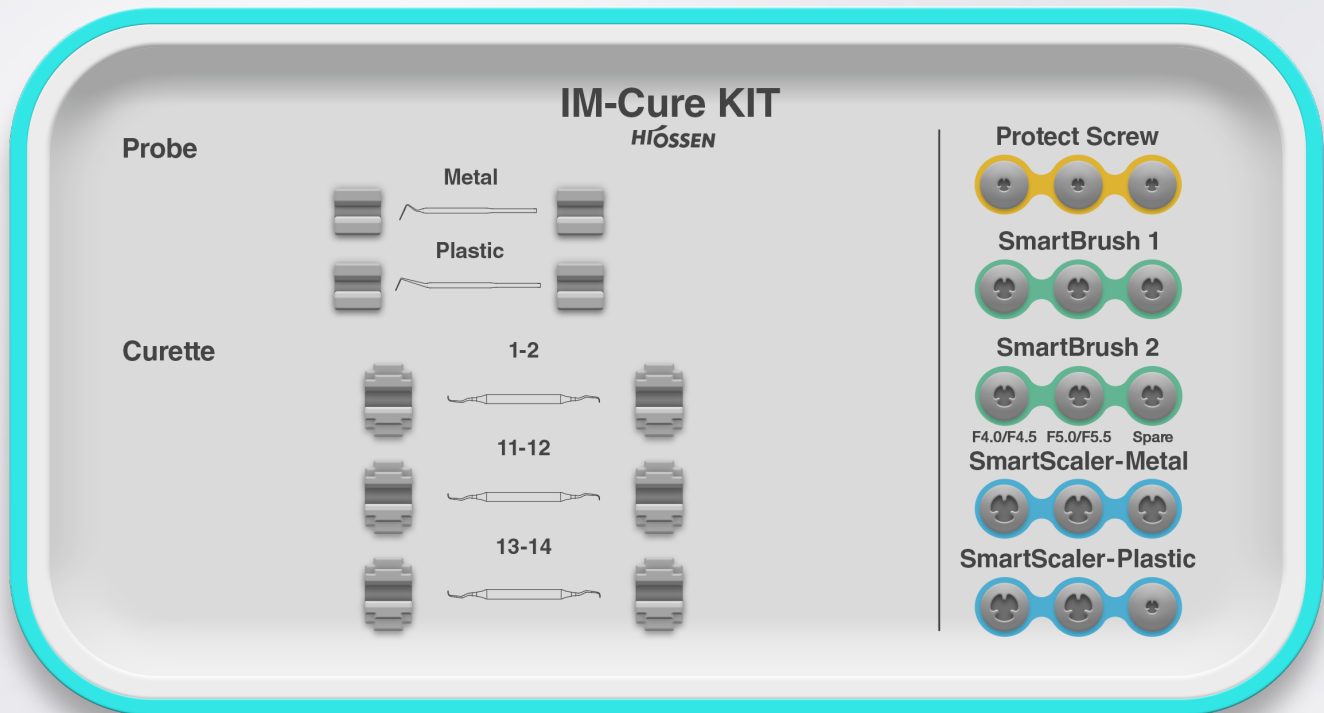 IM-Cure KIT
HIOSSEN
Probe
Metal
Plastic
Curette
1-2
11-12
13-14
Protect Screw
SmartBrush 1
SmartBrush 2
F4.0/F4.5 F5.0/F5.5 Spare
SmartScaler-Metal
SmartScaler-Plastic